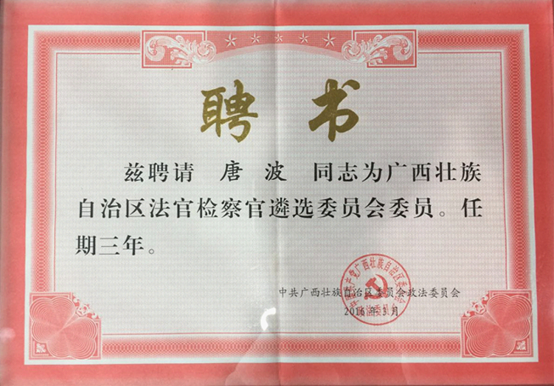 聘书
兹聘请 唐波 同志为广西壮族
自治区法官检察官遴选委员会委员。任
期三年。
中共广西壮族自治区委员会政法委员会